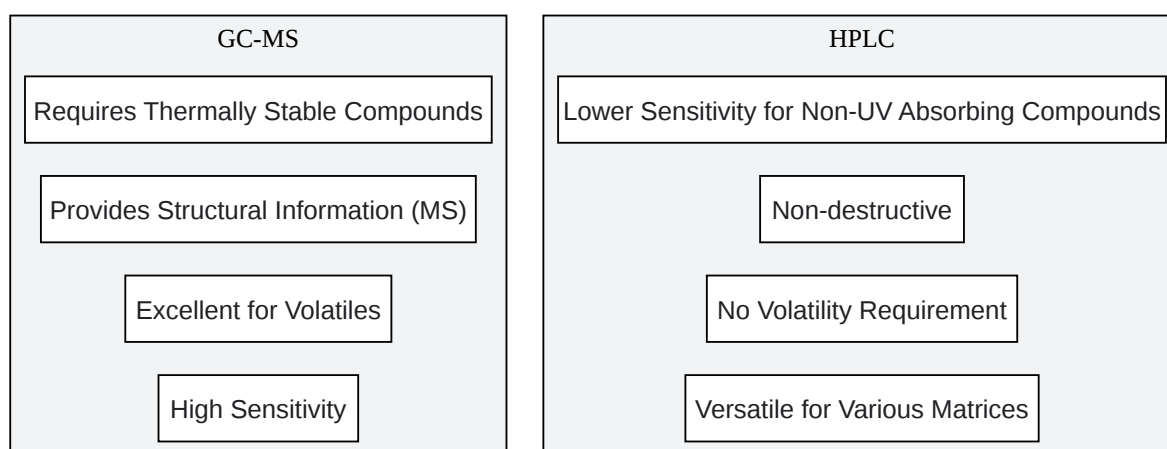 GC-MS
Requires Thermally Stable Compounds
Provides Structural Information (MS)
Excellent for Volatiles
High Sensitivity
HPLC
Lower Sensitivity for Non-UV Absorbing Compounds
Non-destructive
No Volatility Requirement
Versatile for Various Matrices